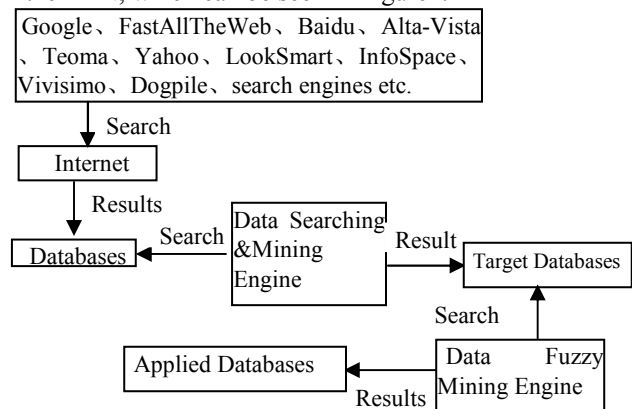 Google、FastAllTheWeb、Baidu、Alta-Vista
、Teoma、Yahoo、LookSmart、InfoSpace、
Vivisimo、Dogpile、search engines etc.
Search
Internet
Results
Databases
Search
Data Searching
&Mining
Engine
Result
Target Databases
Search
Applied Databases
Results
Data Fuzzy
Mining Engine